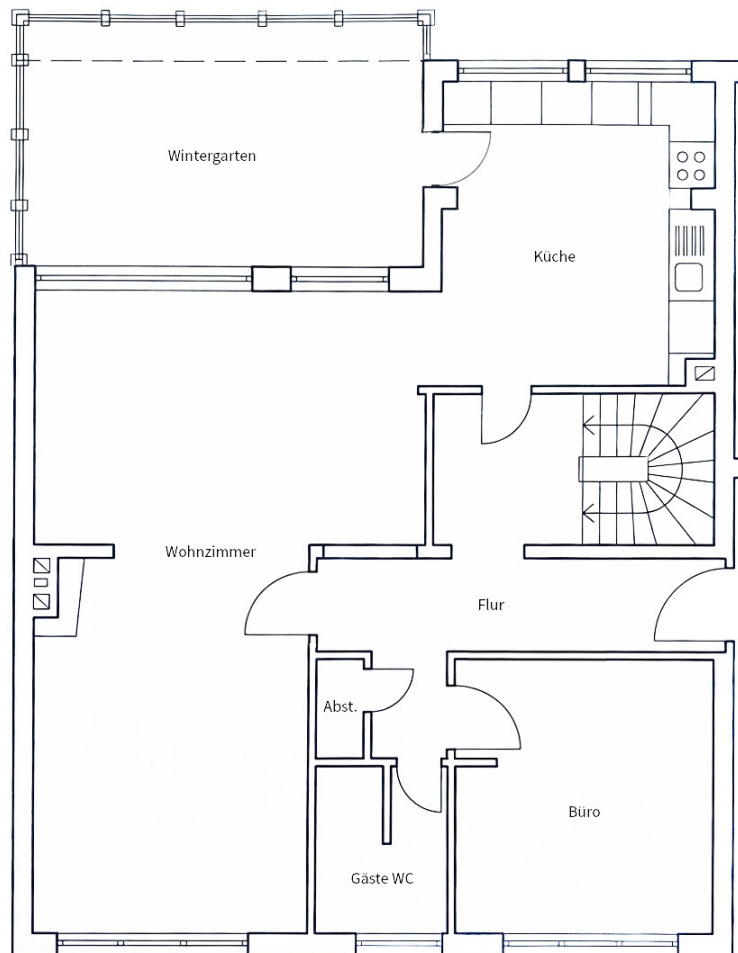 Wintergarten
Küche
Wohnzimmer
Flur
Abst.
Büro
Gäste WC